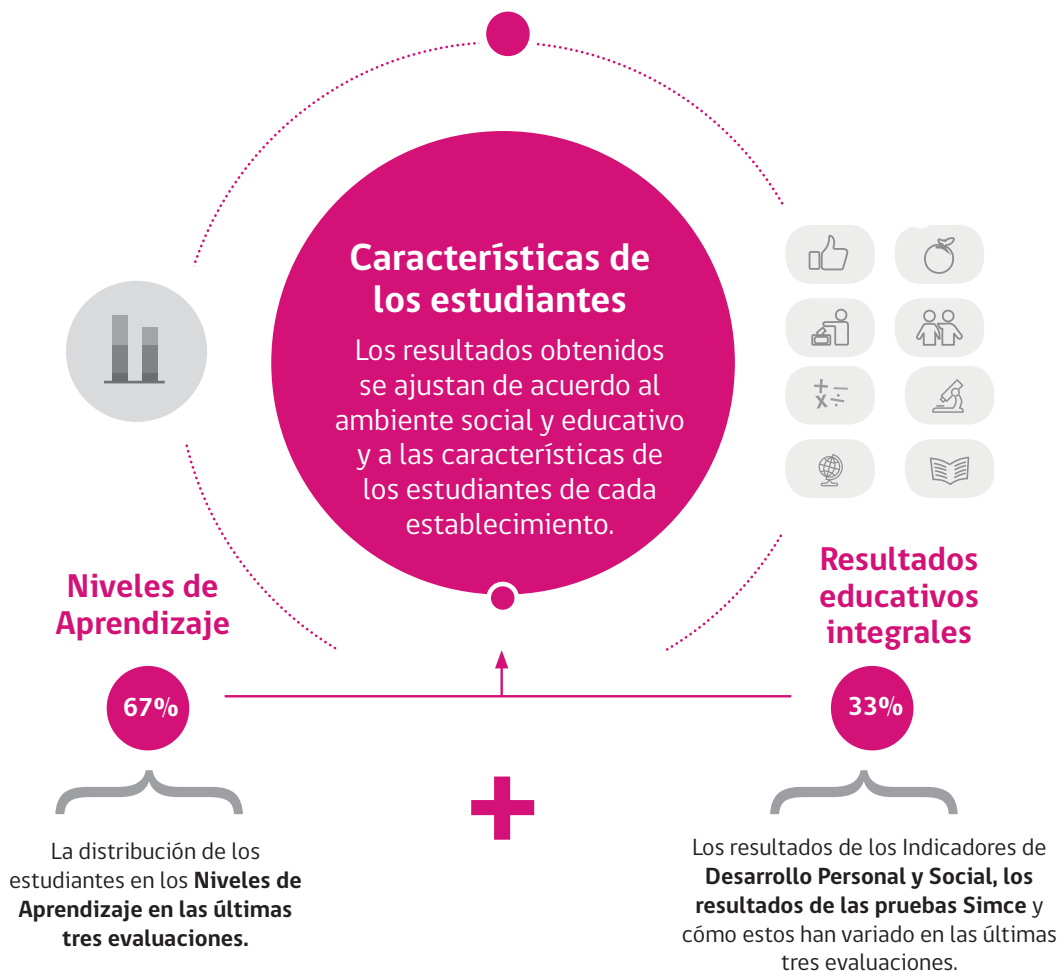 Características de
los estudiantes
Los resultados obtenidos
se ajustan de acuerdo al
ambiente social y educativo
y a las características de
los estudiantes de cada
establecimiento.
Niveles de
Aprendizaje
67%
La distribución de los
estudiantes en los Niveles de
Aprendizaje en las últimas
tres evaluaciones.
Resultados
educativos
integrales
33%
Los resultados de los Indicadores de
Desarrollo Personal y Social, los
resultados de las pruebas Simce y
cómo estos han variado en las últimas
tres evaluaciones.